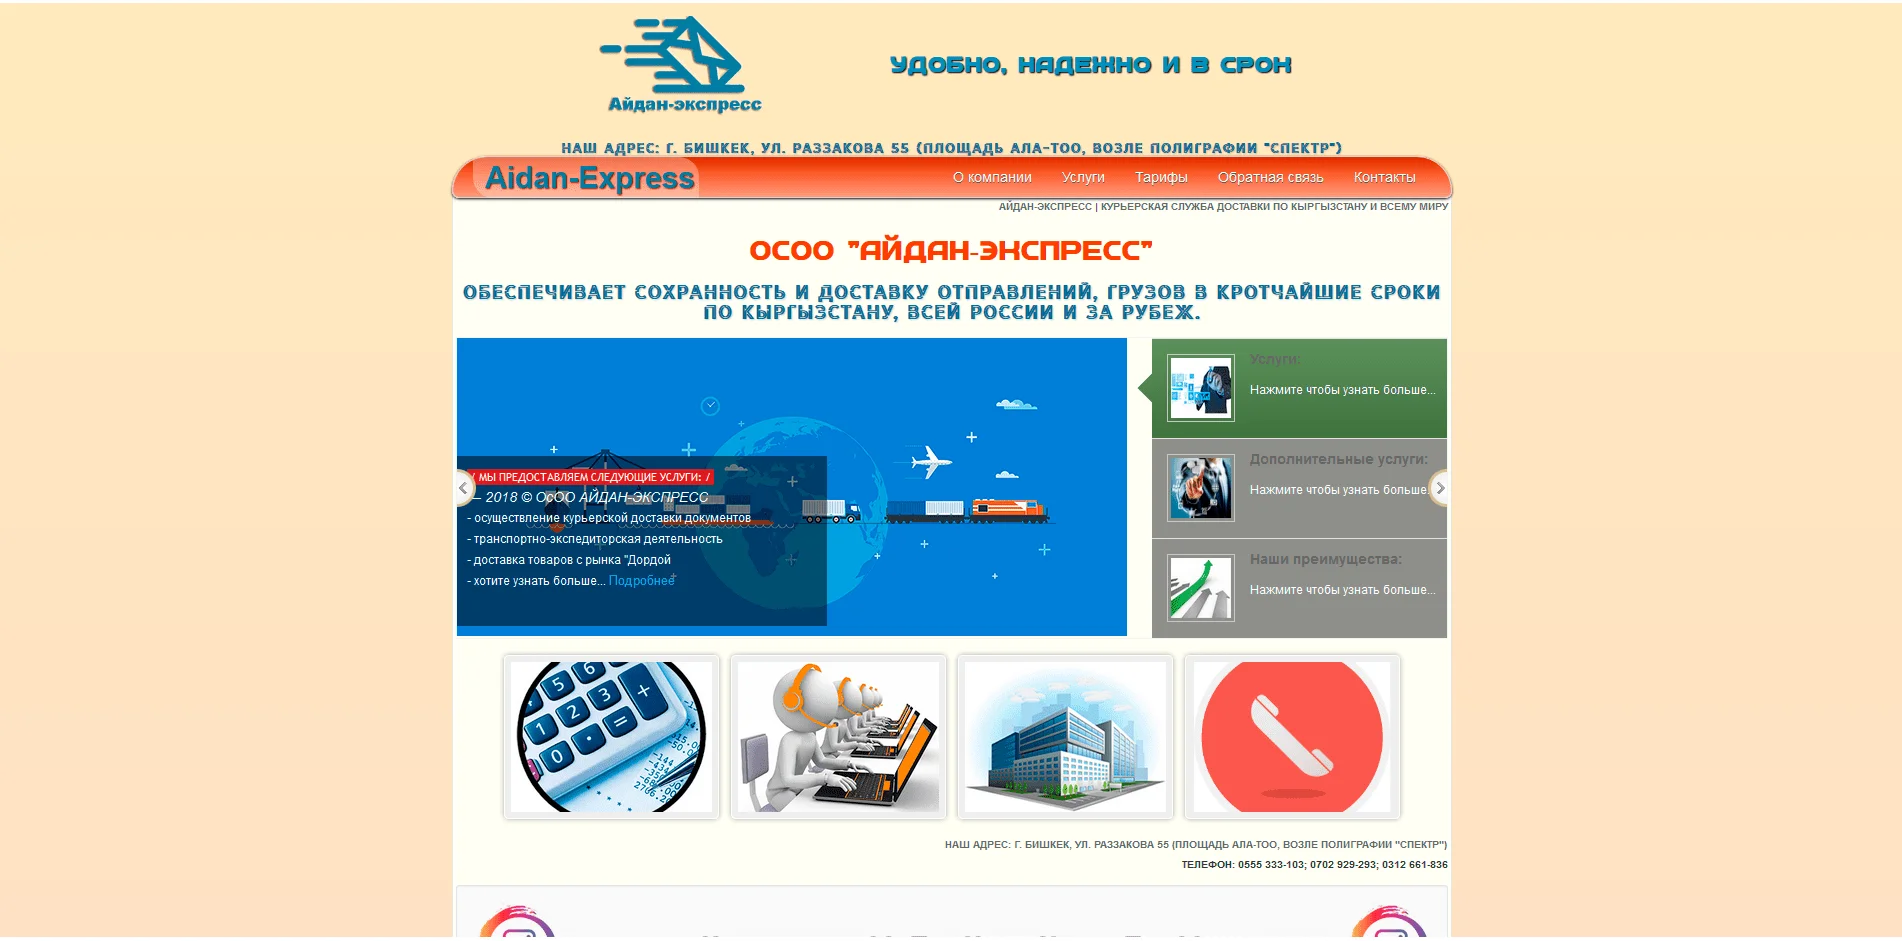 Айдан-экспресс
УДОБНО, НАДЕЖНО И В СРОК
НАШ АДРЕС: Г. БИШКЕК, УЛ. РАЗЗАКОВА 55 (ПЛОЩАДЬ АЛА-ТОО, ВОЗЛЕ ПОЛИГРАФИИ "СПЕКТР")
Aidan-Express
О компании Услуги Тарифы Обратная связь Контакты
АЙДАН-ЭКСПРЕСС | КУРЬЕРСКАЯ СЛУЖБА ДОСТАВКИ ПО КЫРГЫЗСТАНУ И ВСЕМУ МИРУ
ОСОО "АЙДАН-ЭКСПРЕСС"
ОБЕСПЕЧИВАЕТ СОХРАННОСТЬ И ДОСТАВКУ ОТПРАВЛЕНИЙ, ГРУЗОВ В КРОТЧАЙШИЕ СРОКИ
ПО КЫРГЫЗСТАНУ, ВСЕЙ РОССИИ И ЗА РУБЕЖ.
/ МЫ ПРЕДОСТАВЛЯЕМ СЛЕДУЮЩИЕ УСЛУГИ: /
– 2018 © ОсОО АЙДАН-ЭКСПРЕСС
- осуществление курьерской доставки документов
- транспортно-экспедиторская деятельность
- доставка товаров с рынка "Дордой
- хотите узнать больше... Подробнее
Услуги:
Нажмите чтобы узнать больше...
Дополнительные услуги:
Нажмите чтобы узнать больше..
Наши преимущества:
Нажмите чтобы узнать больше...
НАШ АДРЕС: Г. БИШКЕК, УЛ. РАЗЗАКОВА 55 (ПЛОЩАДЬ АЛА-ТОО, ВОЗЛЕ ПОЛИГРАФИИ "СПЕКТР")
ТЕЛЕФОН: 0555 333-103; 0702 929-293; 0312 661-836